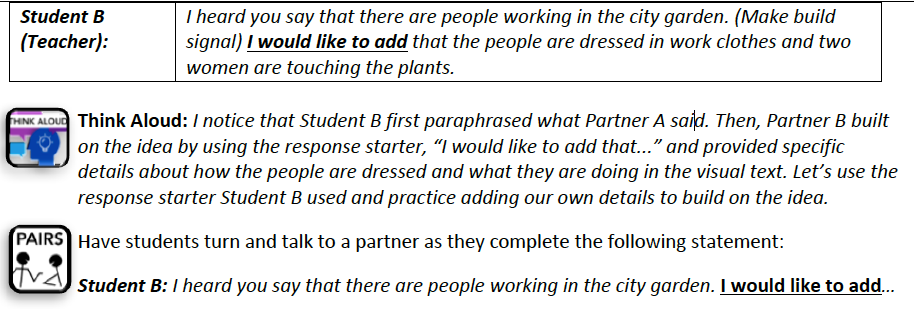 Student B I heard you say that there are people working in the city garden. (Make build
(Teacher): signal) I would like to add that the people are dressed in work clothes and two
women are touching the plants.
THINK ALOUD
Think Aloud: I notice that Student B first paraphrased what Partner A said. Then, Partner B built
on the idea by using the response starter, “I would like to add that...” and provided specific
details about how the people are dressed and what they are doing in the visual text. Let’s use the
response starter Student B used and practice adding our own details to build on the idea.
PAIRS
Have students turn and talk to a partner as they complete the following statement:
Student B: I heard you say that there are people working in the city garden. I would like to add...